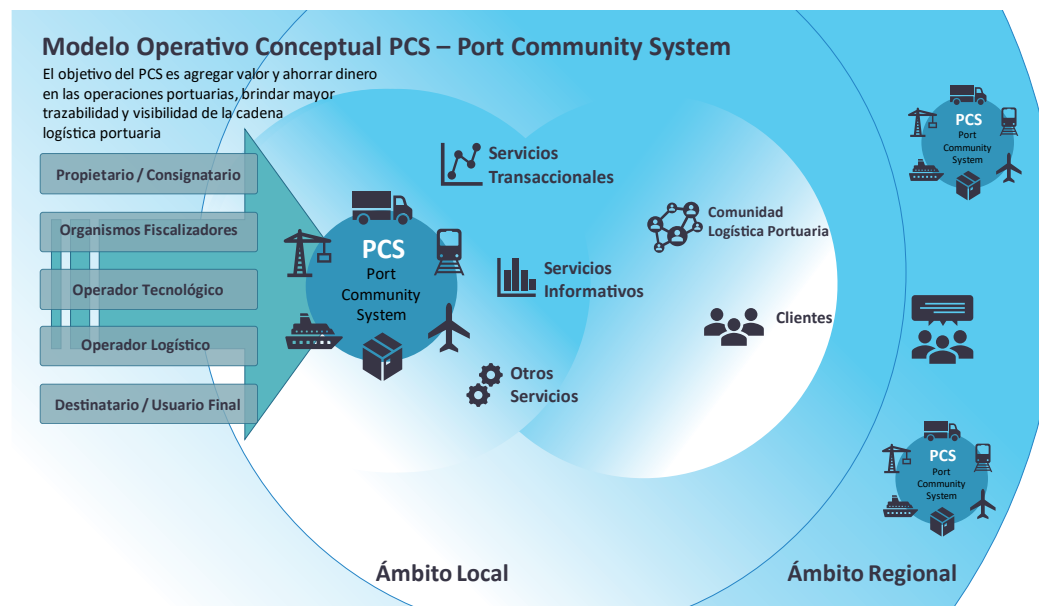 Modelo Operativo Conceptual PCS – Port Community System
El objetivo del PCS es agregar valor y ahorrar dinero
en las operaciones portuarias, brindar mayor
trazabilidad y visibilidad de la cadena
logística portuaria
Propietario / Consignatario
Organismos Fiscalizadores
Operador Tecnológico
Operador Logístico
Destinatario / Usuario Final
PCS
Port
Community
System
Servicios
Transaccionales
Servicios
Informativos
Otros
Servicios
Comunidad
Logística Portuaria
Clientes
PCS
Port
Community
System
PCS
Port
Community
System
Ámbito Local
Ámbito Regional